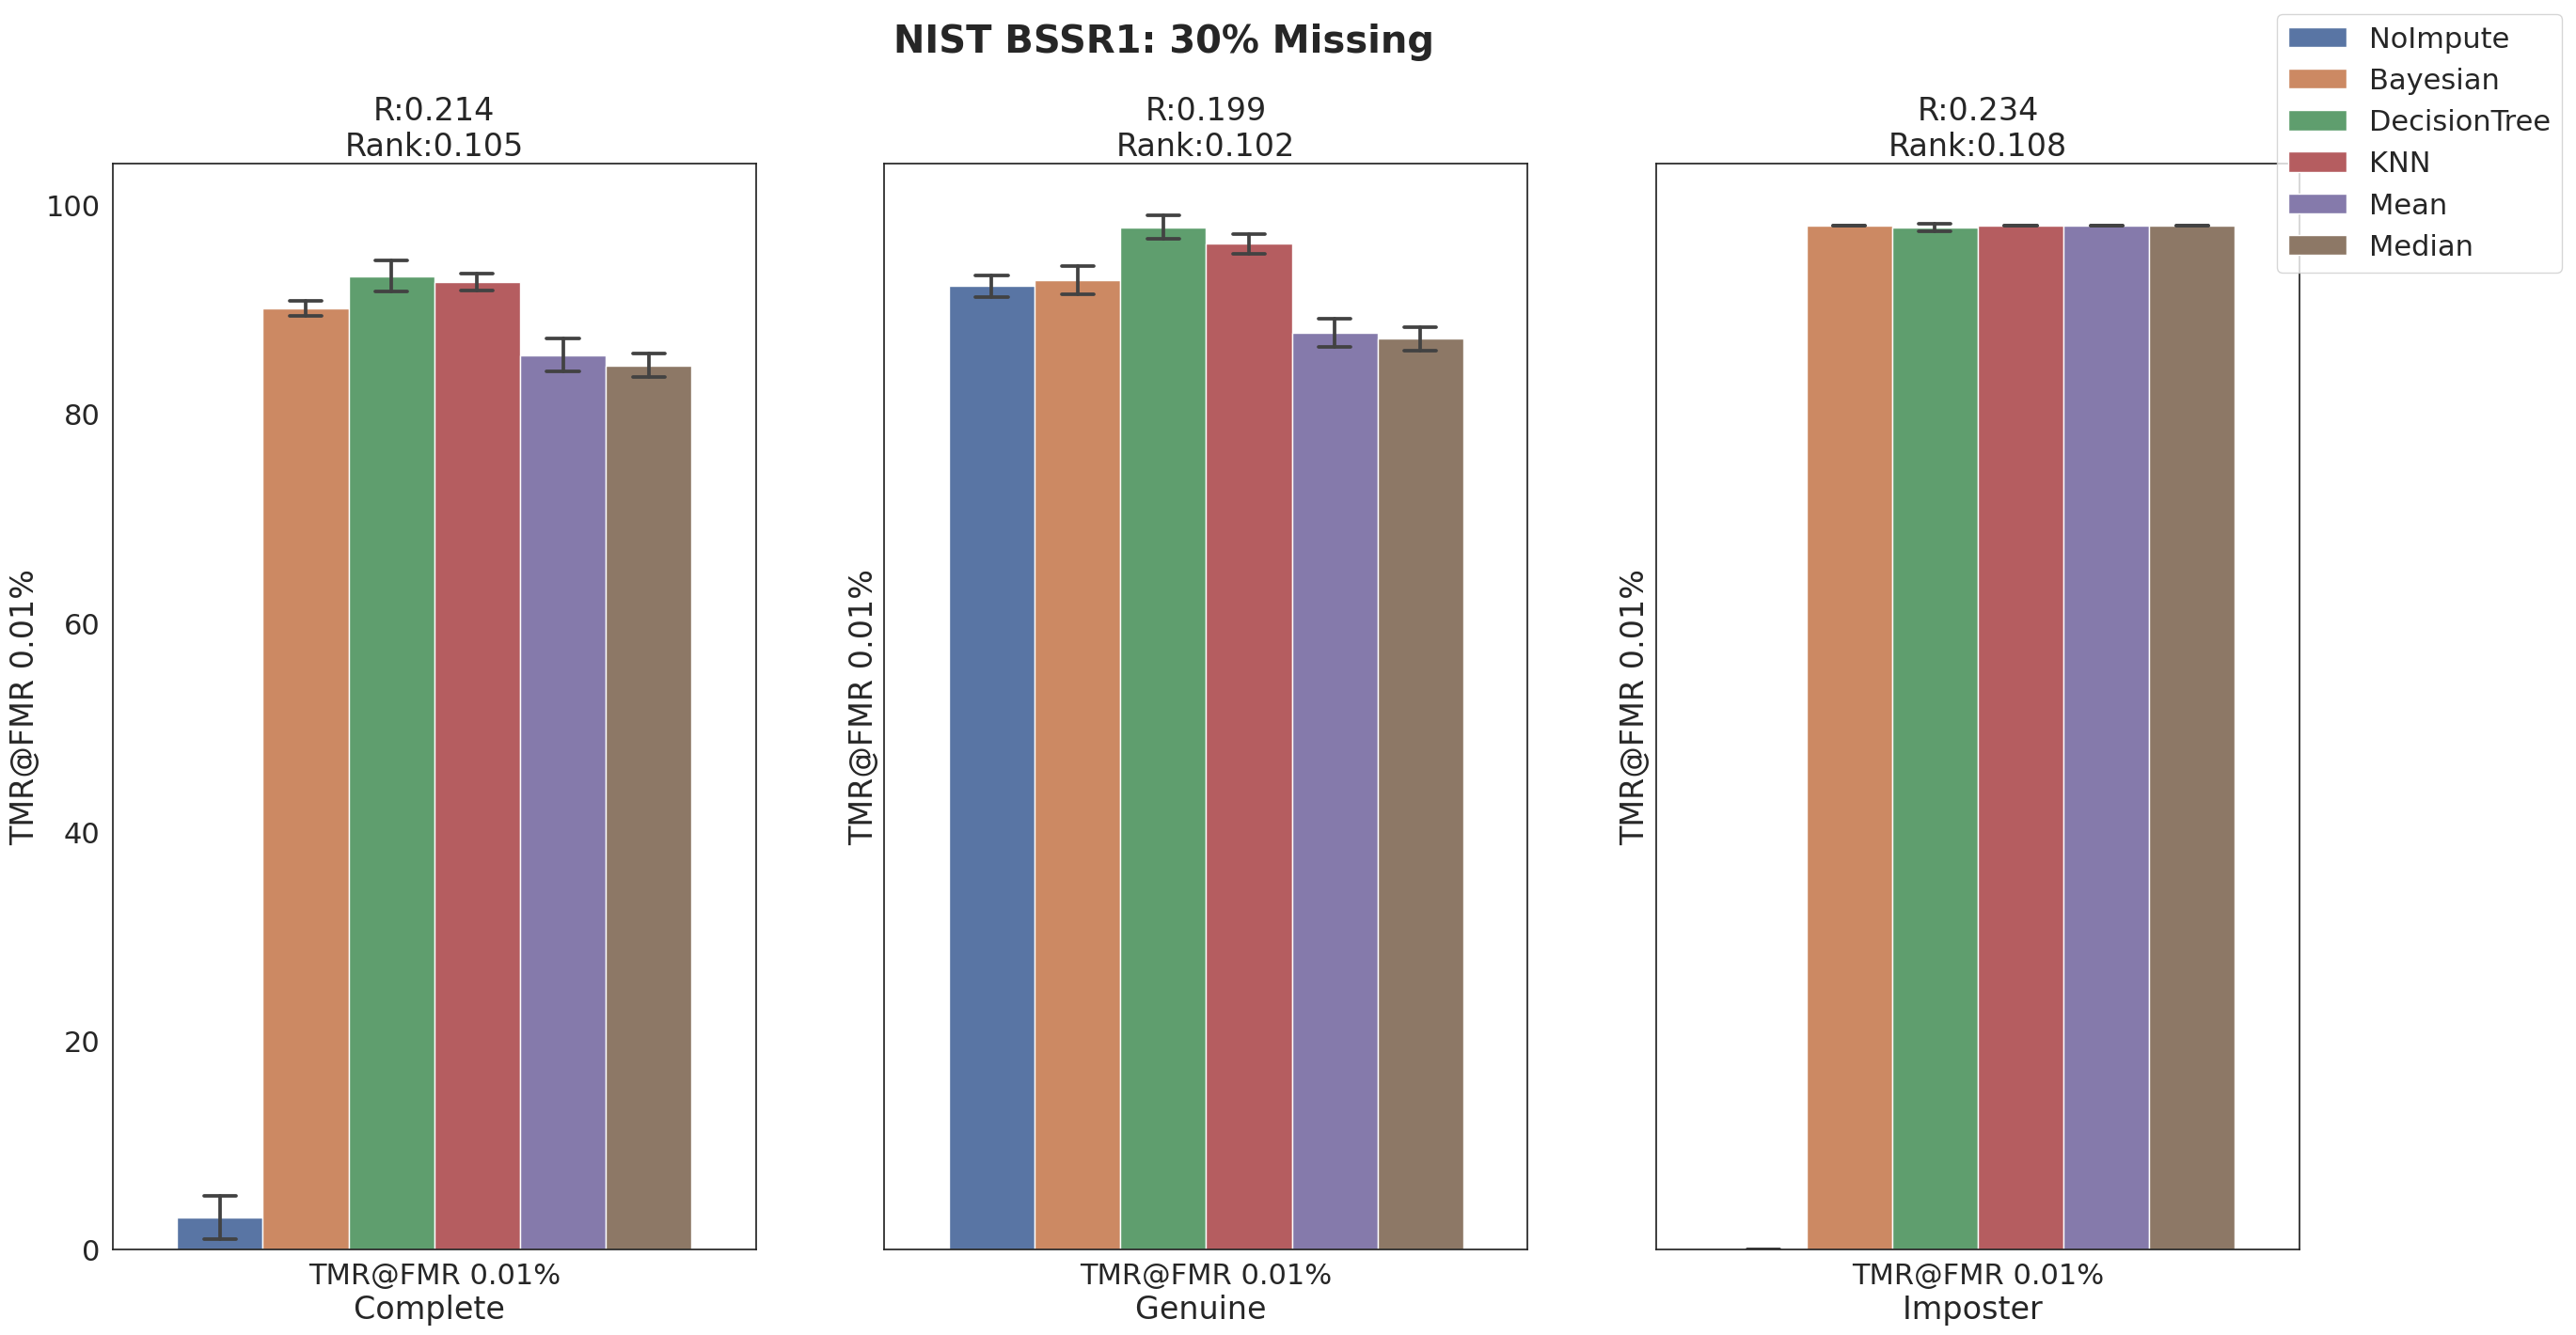 NIST BSSR1: 30% Missing
NoImpute
Bayesian
DecisionTree
KNN
Mean
Median
R:0.214
Rank:0.105
R:0.199
Rank:0.102
R:0.234
Rank:0.108
100
80
60
40
20
0
TMR@FMR 0.01%
TMR@FMR 0.01%
TMR@FMR 0.01%
TMR@FMR 0.01%
Complete
TMR@FMR 0.01%
Genuine
TMR@FMR 0.01%
Imposter